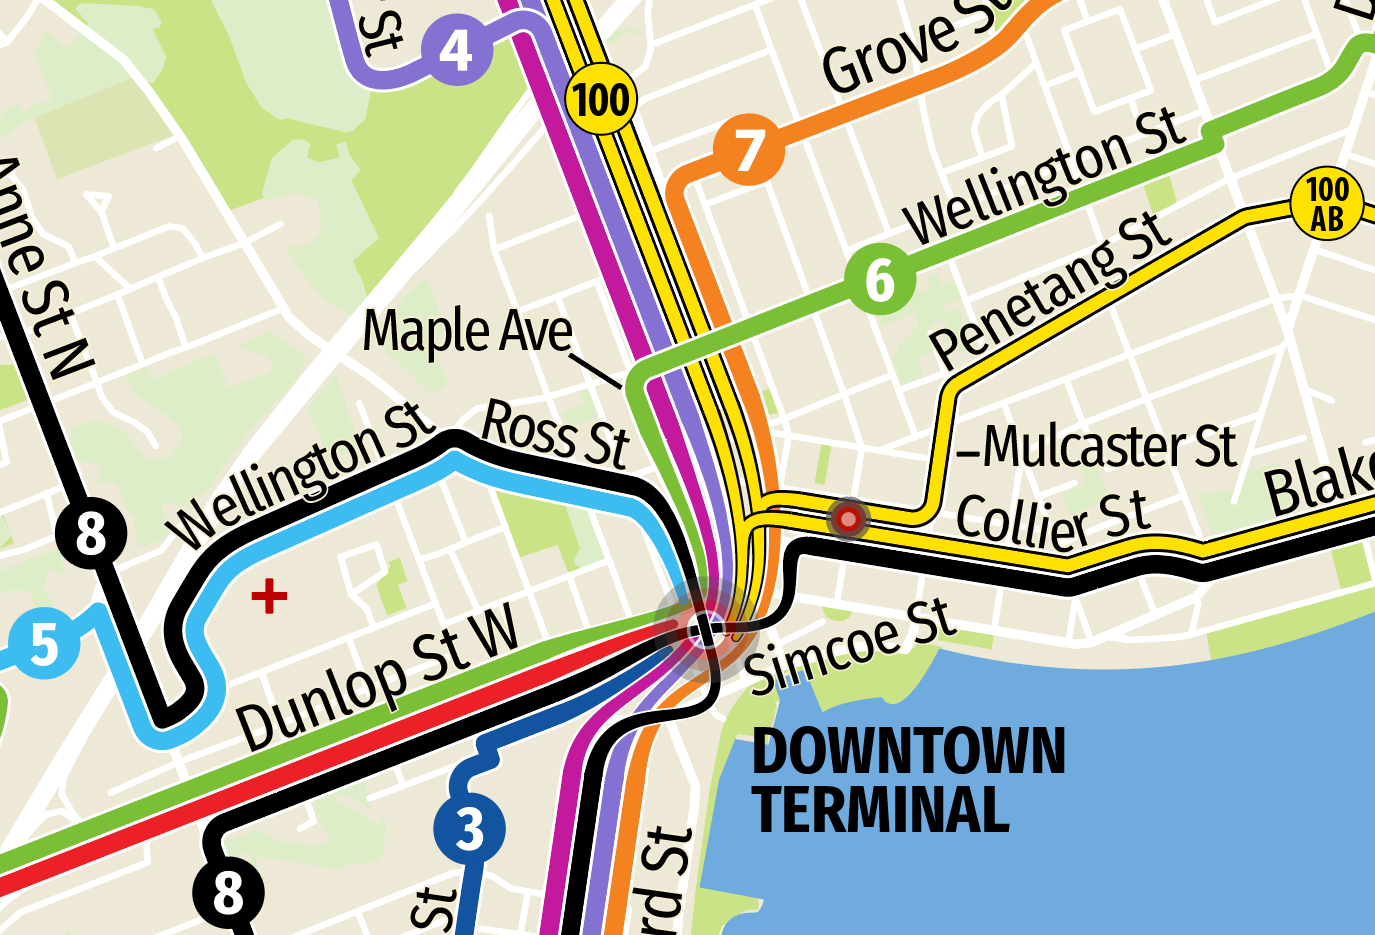 St
4
100
Grove St
7
Wellington St
100
AB
Anne St N
6
Penetang St
Maple Ave
Wellington St
Ross St
Mulcaster St
Blake
Collier St
8
5
Dunlop St W
Simcoe St
DOWNTOWN
TERMINAL
3
8
St
rd St